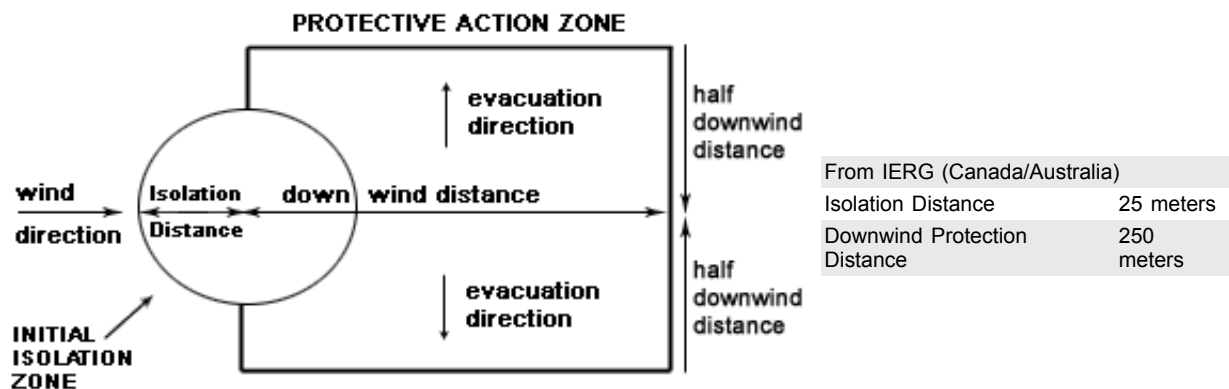 PROTECTIVE ACTION ZONE
evacuation
direction
half
downwind
distance
wind
direction
Isolation
Distance
down wind distance
evacuation
direction
half
downwind
distance
INITIAL
ISOLATION
ZONE
From IERG (Canada/Australia)
Isolation Distance 25 meters
Downwind Protection 250
Distance meters